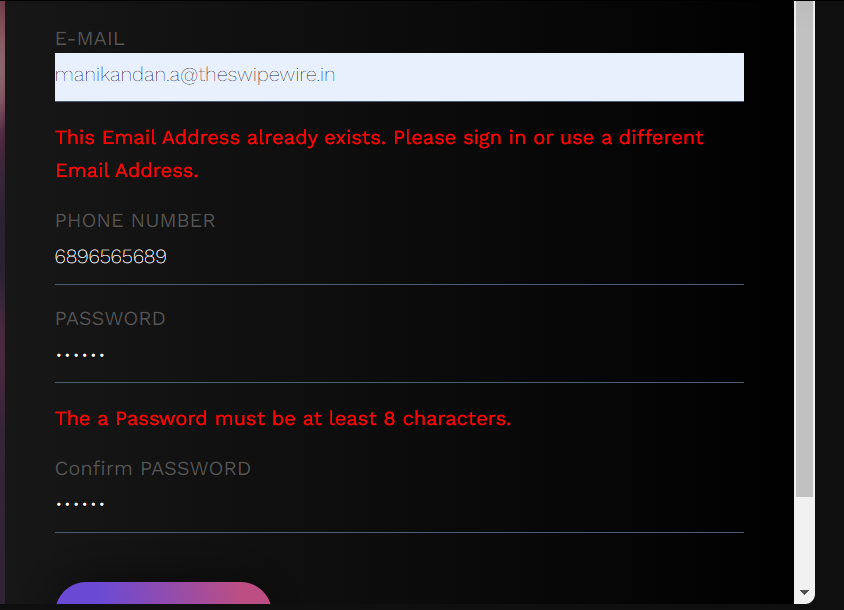 E-MAIL
manikandan.a@theswipewire.in
This Email Address already exists. Please sign in or use a different
Email Address.
PHONE NUMBER
6896565689
PASSWORD
••••••
The a Password must be at least 8 characters.
Confirm PASSWORD
••••••